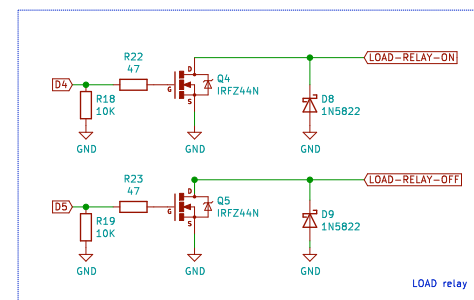 LOAD-RELAY-ON
R22
47
D4
D
G
S
Q4
IRFZ44N
R18
10K
D8
1N5822
GND
GND
GND
LOAD-RELAY-OFF
R23
47
D5
D
G
S
Q5
IRFZ44N
R19
10K
D9
1N5822
GND
GND
GND
LOAD relay